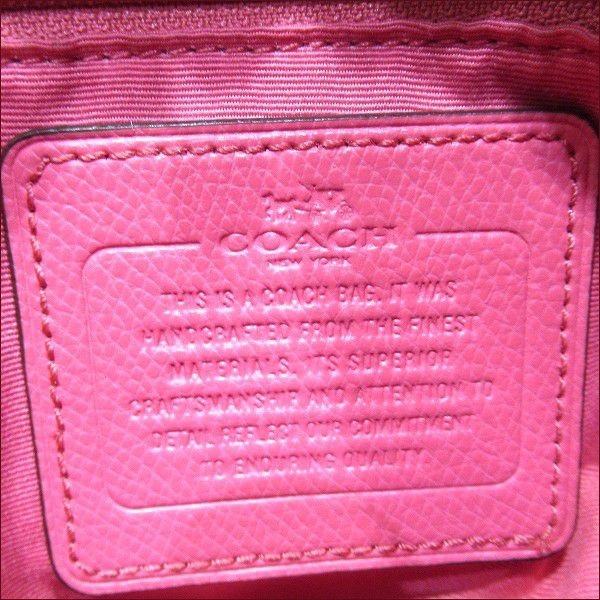 COACH
NEW YORK
THIS IS A COACH BAG. IT WAS
HANDCRAFTED FROM THE FINEST
MATERIALS. ITS SUPERIOR
CRAFTSMANSHIP AND ATTENTION TO
DETAIL REFLECT OUR COMMITMENT
TO ENDURING QUALITY.